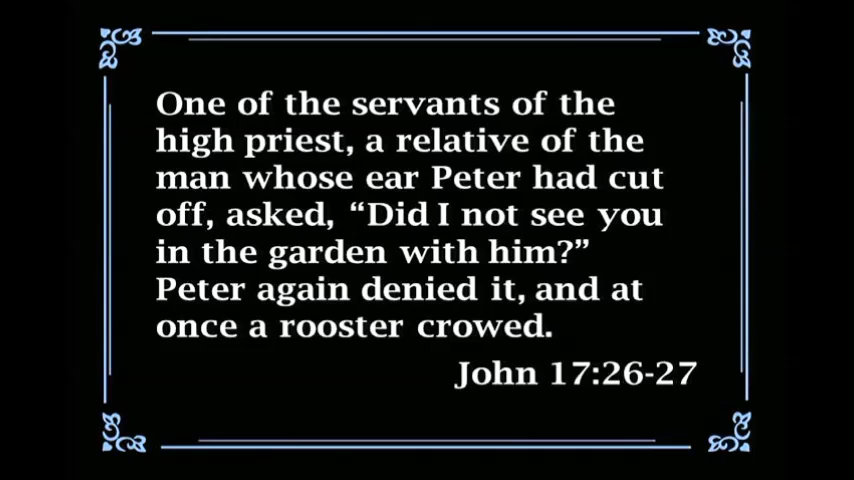 One of the servants of the
high priest, a relative of the
man whose ear Peter had cut
off, asked, “Did I not see you
in the garden with him?”
Peter again denied it, and at
once a rooster crowed.
John 17:26-27